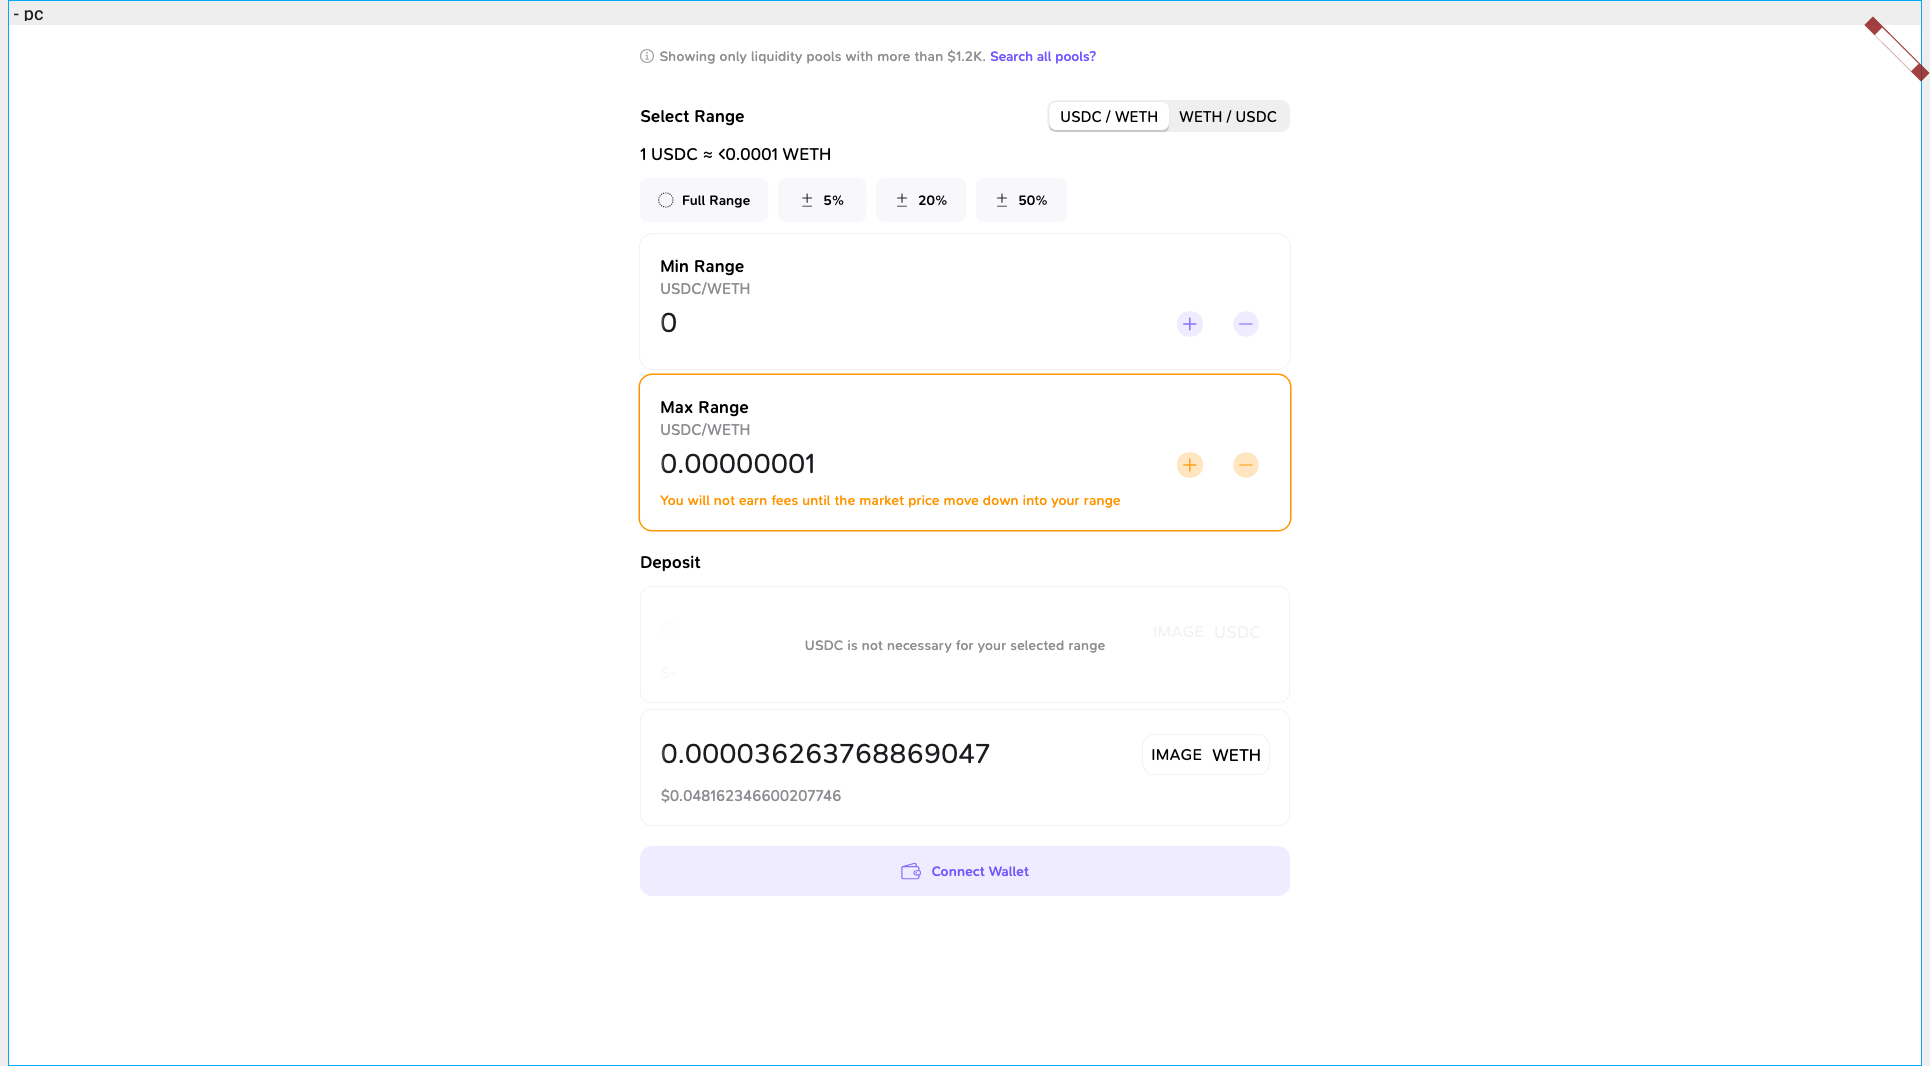 - pc
Showing only liquidity pools with more than $1.2K. Search all pools?
Select Range
USDC / WETH WETH / USDC
1 USDC ≈ <0.0001 WETH
Full Range ± 5% ± 20% ± 50%
Min Range
USDC/WETH
0
Max Range
USDC/WETH
0.00000001
You will not earn fees until the market price move down into your range
Deposit
0
IMAGE USDC
USDC is not necessary for your selected range
0.000036263768869047
IMAGE WETH
$0.048162346600207746
Connect Wallet